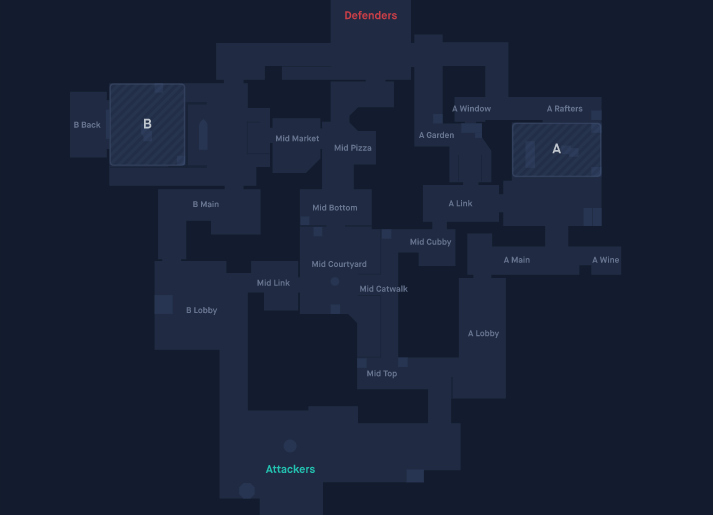 Defenders
A Window
A Rafters
B Back
B
A Garden
Mid Market
Mid Pizza
A
B Main
Mid Bottom
A Link
Mid Cubby
Mid Courtyard
A Main
A Wine
Mid Link
Mid Catwalk
B Lobby
A Lobby
Mid Top
Attackers